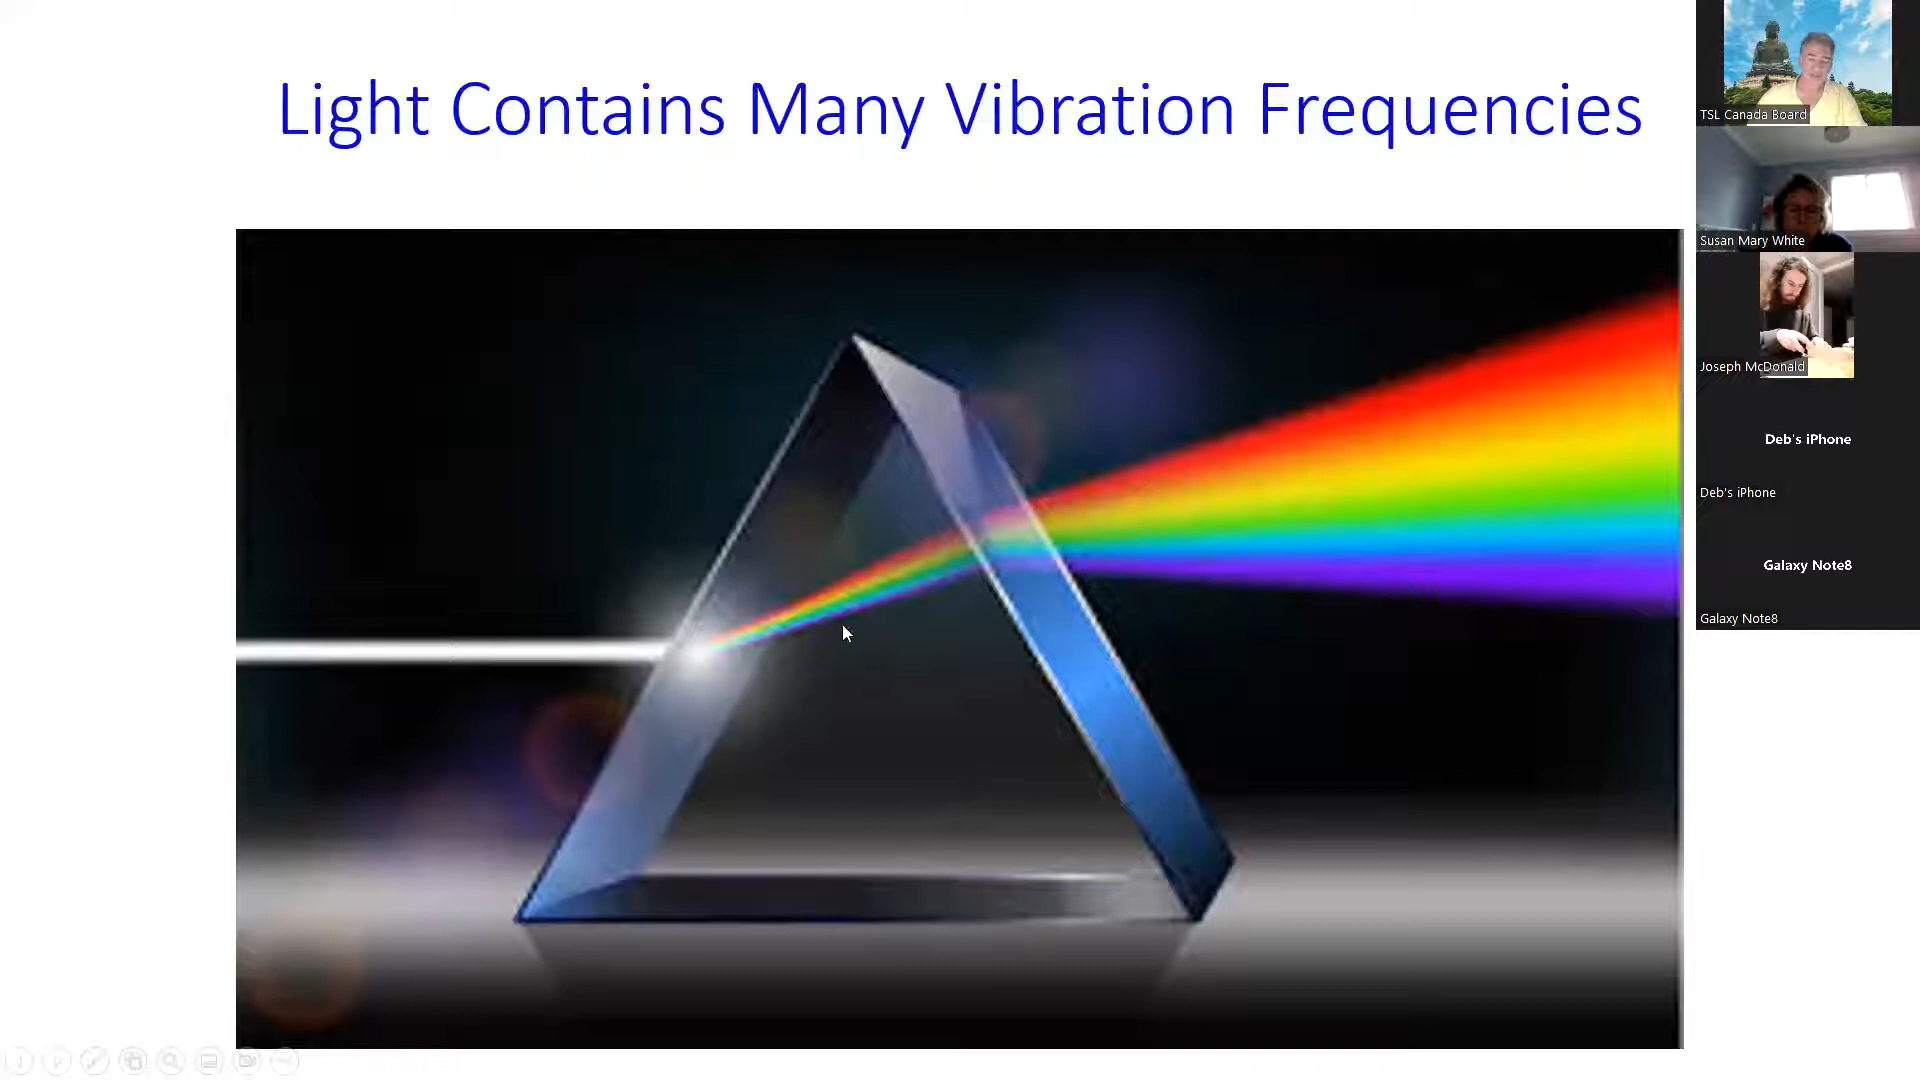 Light Contains Many Vibration Frequencies
TSL Canada Board
Susan Mary White
Joseph McDonald
Deb's iPhone
Deb's iPhone
Galaxy Note8
Galaxy Note8